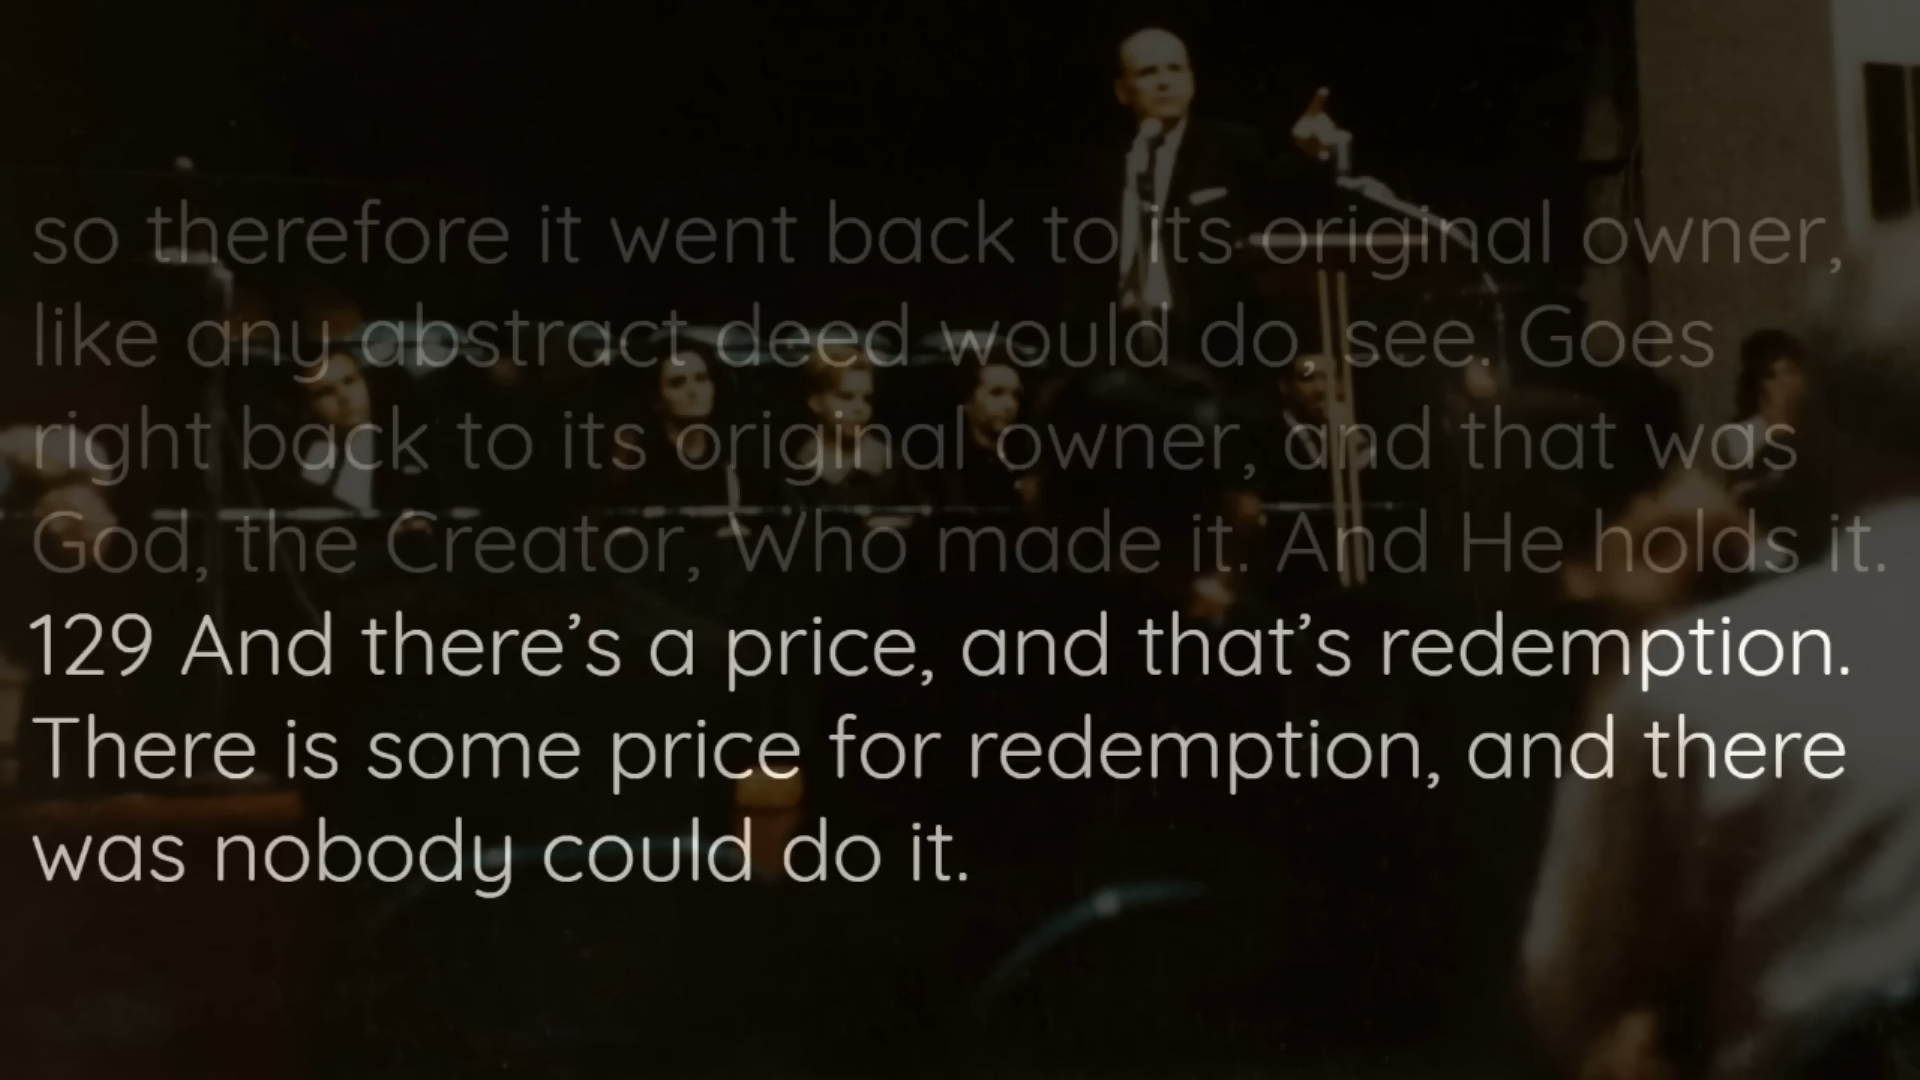 so therefore it went back to its original owner,
like any abstract deed would do, see. Goes
right back to its original owner, and that was
God, the Creator, Who made it. And He holds it.
129 And there’s a price, and that’s redemption.
There is some price for redemption, and there
was nobody could do it.